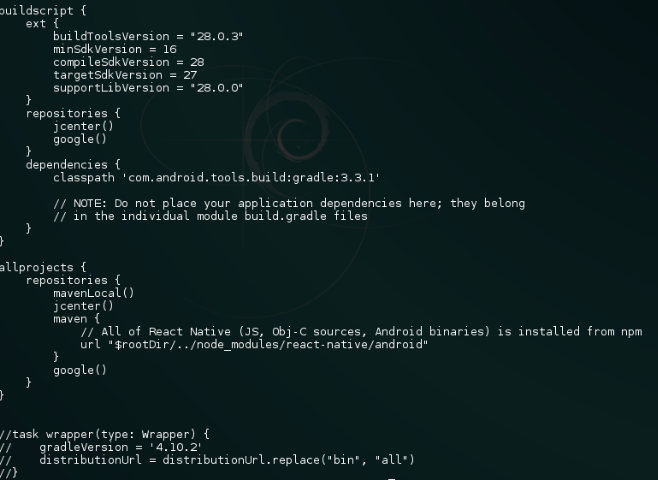 buildscript {
    ext {
        buildToolsVersion = "28.0.3"
        minSdkVersion = 16
        compileSdkVersion = 28
        targetSdkVersion = 27
        supportLibVersion = "28.0.0"
    }
    repositories {
        jcenter()
        google()
    }
    dependencies {
        classpath 'com.android.tools.build:gradle:3.3.1'

        // NOTE: Do not place your application dependencies here; they belong
        // in the individual module build.gradle files
    }
}

allprojects {
    repositories {
        mavenLocal()
        jcenter()
        maven {
            // All of React Native (JS, Obj-C sources, Android binaries) is installed from npm
            url "$rootDir/../node_modules/react-native/android"
        }
        google()
    }
}


//task wrapper(type: Wrapper) {
//    gradleVersion = '4.10.2'
//    distributionUrl = distributionUrl.replace("bin", "all")
//}